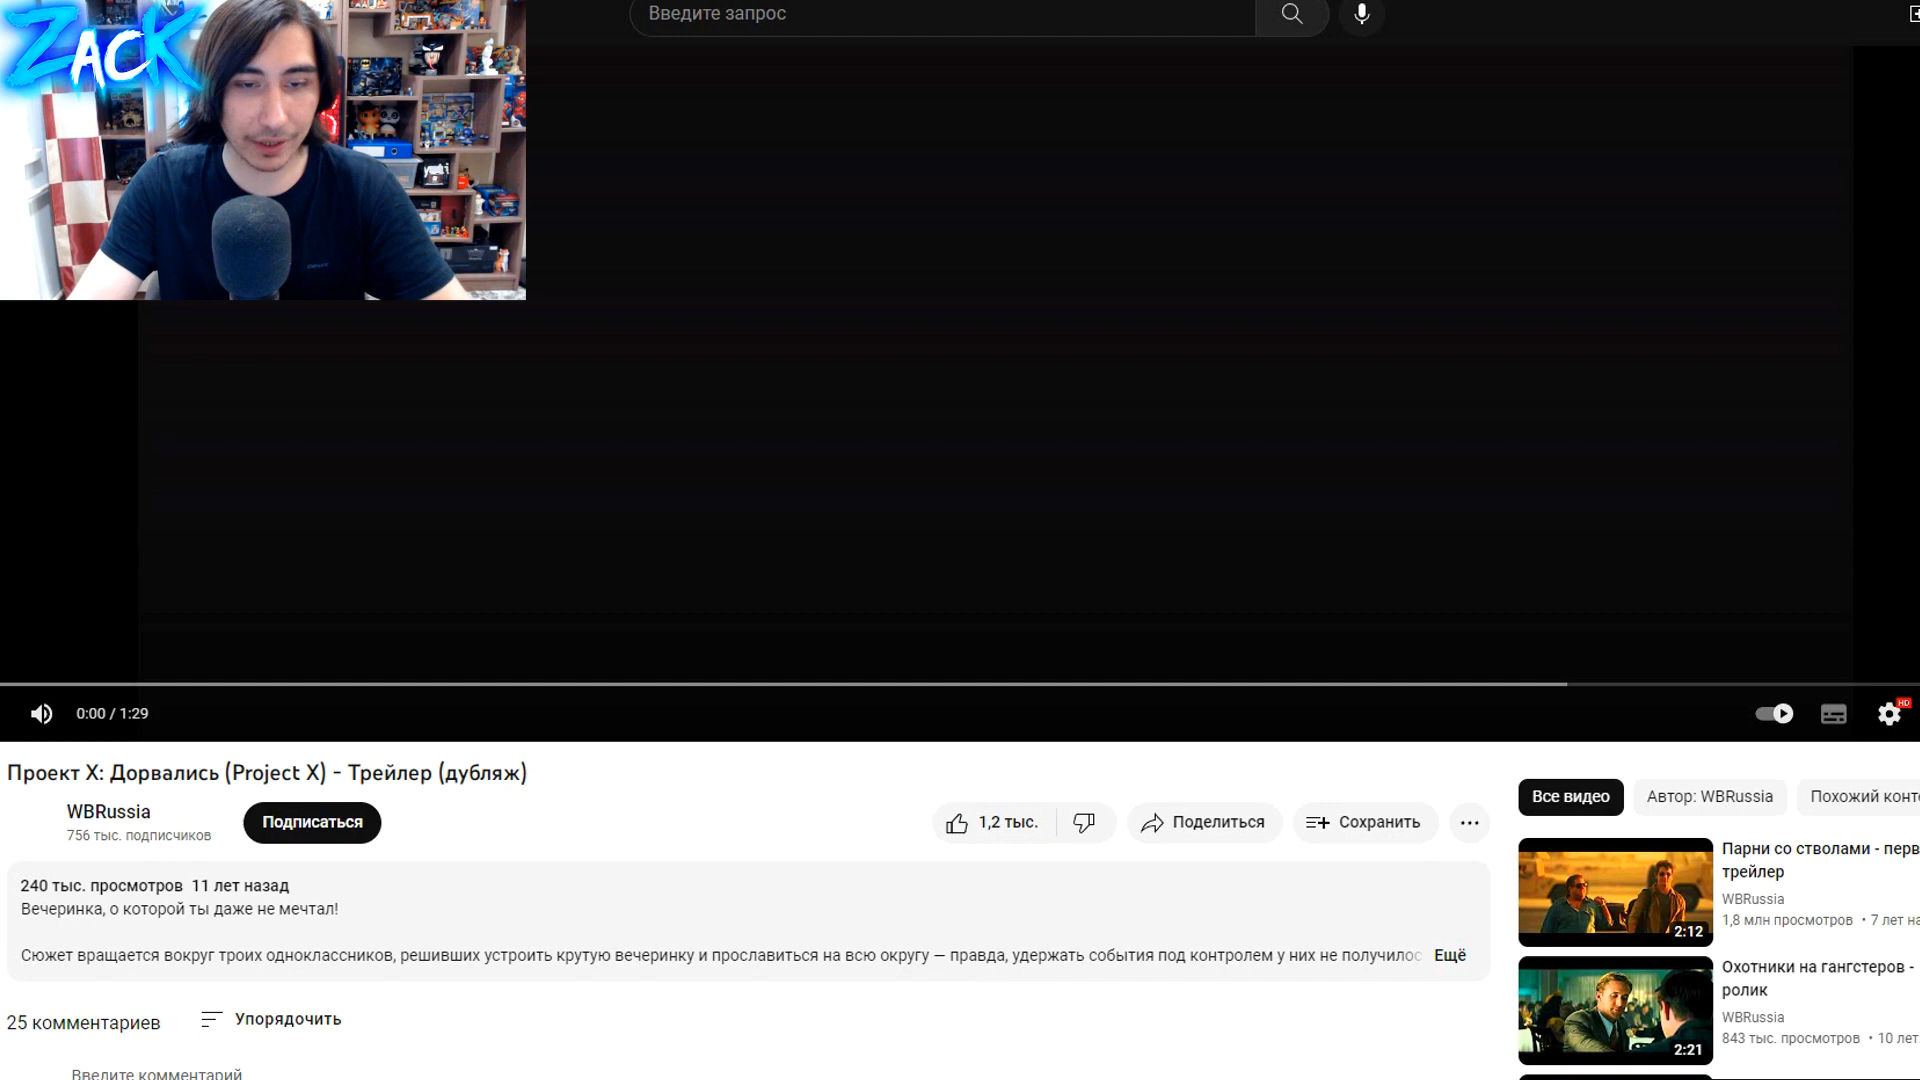 ZACK
Введите запрос
0:00 / 1:29
HD
Проект X: Дорвались (Project X) - Трейлер (дубляж)
WBRussia
756 тыс. подписчиков
Подписаться
1,2 тыс.
Поделиться
Сохранить
240 тыс. просмотров 11 лет назад
Вечеринка, о которой ты даже не мечтал!
Сюжет вращается вокруг троих одноклассников, решивших устроить крутую вечеринку и прославиться на всю округу — правда, удержать события под контролем у них не получилос
Ещё
25 комментариев
Упорядочить
Введите комментарий
Все видео
Автор: WBRussia
Похожий конт
Парни со стволами - перв
трейлер
WBRussia
1,8 млн просмотров • 7 лет на
2:12
Охотники на гангстеров -
ролик
WBRussia
843 тыс. просмотров • 10 лет
2:21